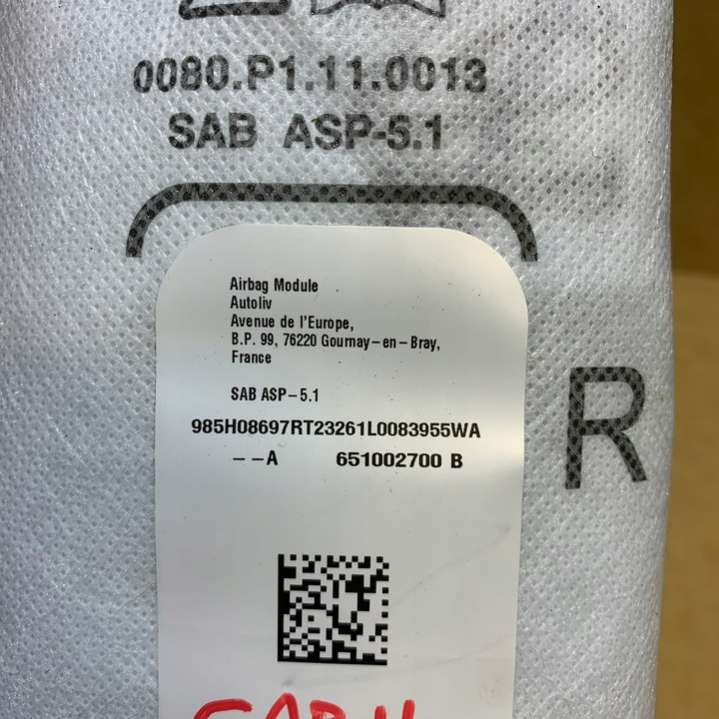 0080.P1.11.0013
SAB ASP-5.1
Airbag Module
Autoliv
Avenue de l'Europe,
B.P. 99, 76220 Gournay-en-Bray,
France
SAB ASP-5.1
R
985H08697RT23261L0083955WA
--A 651002700 B